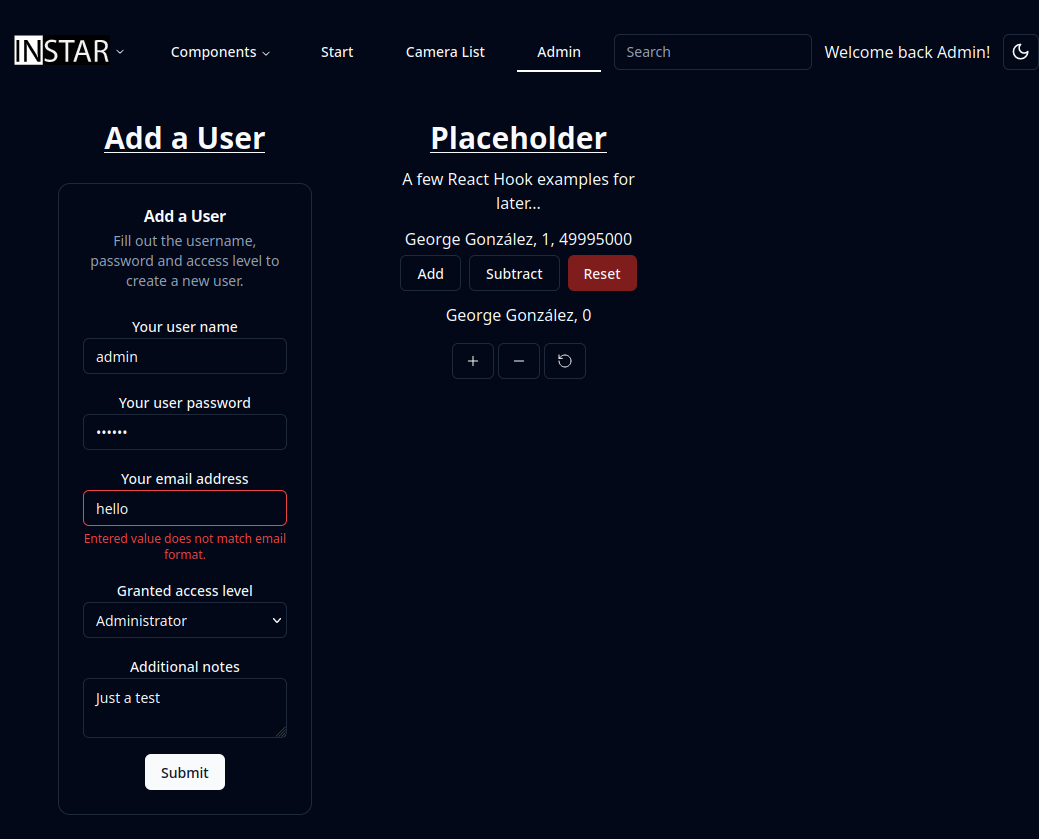 INSTAR Components Start Camera List Admin Search Welcome back Admin!
Add a User
Add a User
Fill out the username,
password and access level to
create a new user.
Your user name
admin
Your user password
••••••
Your email address
hello
Entered value does not match email
format.
Granted access level
Administrator
Additional notes
Just a test
Submit
Placeholder
A few React Hook examples for
later...
George González, 1, 49995000
Add Subtract Reset
George González, 0